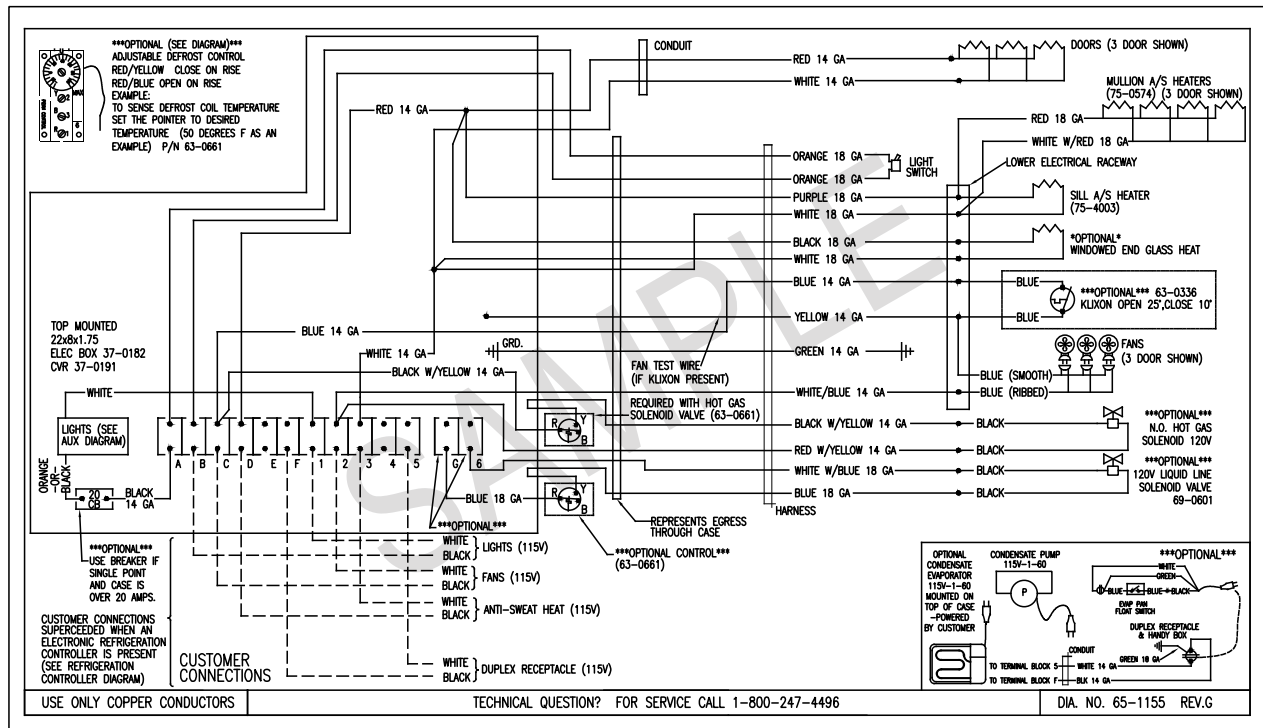 ***OPTIONAL (SEE DIAGRAM)***
ADJUSTABLE DEFROST CONTROL
RED/YELLOW CLOSE ON RISE
RED/BLUE OPEN ON RISE
EXAMPLE:
TO SENSE DEFROST COIL TEMPERATURE
SET THE POINTER TO DESIRED
TEMPERATURE (50 DEGREES F AS AN
EXAMPLE) P/N 63-0661
MAX
2
3
1
6
CONDUIT
RED 14 GA
WHITE 14 GA
DOORS (3 DOOR SHOWN)
MULLION A/S HEATERS
(75-0574) (3 DOOR SHOWN)
RED 14 GA
RED 18 GA
WHITE W/RED 18 GA
LOWER ELECTRICAL RACEWAY
ORANGE 18 GA
ORANGE 18 GA
LIGHT
SWITCH
PURPLE 18 GA
WHITE 18 GA
SILL A/S HEATER
(75-4003)
BLACK 18 GA
WHITE 18 GA
*OPTIONAL*
WINDOWED END GLASS HEAT
BLUE 14 GA
BLUE
BLUE
***OPTIONAL*** 63-0336
KLIXON OPEN 25°,CLOSE 10°
YELLOW 14 GA
SAMPLE
TOP MOUNTED
22x8x1.75
ELEC BOX 37-0182
CVR 37-0191
BLUE 14 GA
WHITE 14 GA
BLACK W/YELLOW 14 GA
GRD.
GREEN 14 GA
FAN TEST WIRE
(IF KLIXON PRESENT)
FANS
(3 DOOR SHOWN)
BLUE (SMOOTH)
BLUE (RIBBED)
WHITE/BLUE 14 GA
WHITE
LIGHTS (SEE
AUX DIAGRAM)
ORANGE
-OR-
BLACK
20
CB
BLACK
14 GA
A B C D E F 1 2 3 4 5 G 6
REQUIRED WITH HOT GAS
SOLENOID VALVE (63-0661)
R Y B
BLACK W/YELLOW 14 GA
BLACK
***OPTIONAL***
N.O. HOT GAS
SOLENOID 120V
RED W/YELLOW 14 GA
BLACK
WHITE W/BLUE 18 GA
BLACK
***OPTIONAL***
120V LIQUID LINE
SOLENOID VALVE
69-0601
BLUE 18 GA
BLUE 18 GA
BLACK
R Y B
HARNESS
***OPTIONAL***
REPRESENTS EGRESS
THROUGH CASE
***OPTIONAL CONTROL***
(63-0661)
***OPTIONAL***
USE BREAKER IF
SINGLE POINT
AND CASE IS
OVER 20 AMPS.
WHITE
BLACK
LIGHTS (115V)
WHITE
BLACK
FANS (115V)
WHITE
BLACK
ANTI-SWEAT HEAT (115V)
WHITE
BLACK
DUPLEX RECEPTACLE (115V)
CUSTOMER CONNECTIONS
SUPERCEEDED WHEN AN
ELECTRONIC REFRIGERATION
CONTROLLER IS PRESENT
(SEE REFRIGERATION
CONTROLLER DIAGRAM)
CUSTOMER
CONNECTIONS
OPTIONAL
CONDENSATE
EVAPORATOR
115V-1-60
MOUNTED ON
TOP OF CASE
-POWERED
BY CUSTOMER
CONDENSATE PUMP
115V-1-60
P
***OPTIONAL***
WHITE
GREEN
BLUE
BLUE
BLACK
EVAP PAN
FLOAT SWITCH
DUPLEX RECEPTACLE
& HANDY BOX
CONDUIT
GREEN 18 GA
TO TERMINAL BLOCK 5 WHITE 14 GA
TO TERMINAL BLOCK F BLK 14 GA
USE ONLY COPPER CONDUCTORS
TECHNICAL QUESTION? FOR SERVICE CALL 1-800-247-4496
DIA. NO. 65-1155 REV.G